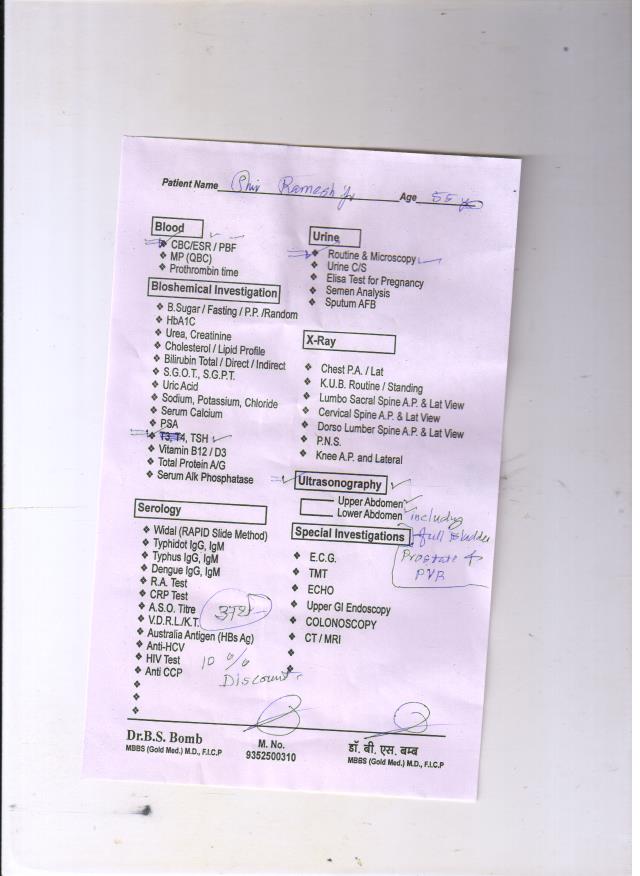 Patient Name Ramesh Ji Age 55 y
Blood
CBC/ESR / PBF
MP (QBC)
Prothrombin time
Bioshemical Investigation
B.Sugar / Fasting / P.P. /Random
HbA1C
Urea, Creatinine
Cholesterol / Lipid Profile
Bilirubin Total / Direct / Indirect
S.G.O.T., S.G.P.T.
Uric Acid
Sodium, Potassium, Chloride
Serum Calcium
PSA
T3, T4, TSH
Vitamin B12 / D3
Total Protein A/G
Serum Alk Phosphatase
Serology
Widal (RAPID Slide Method)
Typhidot IgG, IgM
Typhus IgG, IgM
Dengue IgG, IgM
R.A. Test
CRP Test
A.S.O. Titre
V.D.R.L/K.T.
Australia Antigen (HBs Ag)
Anti-HCV
HIV Test
Anti CCP
10 %
Discount
Urine
Routine & Microscopy
Urine C/S
Elisa Test for Pregnancy
Semen Analysis
Sputum AFB
X-Ray
Chest P.A. / Lat
K.U.B. Routine / Standing
Lumbo Sacral Spine A.P. & Lat View
Cervical Spine A.P. & Lat View
Dorso Lumber Spine A.P. & Lat View
P.N.S.
Knee A.P. and Lateral
Ultrasonography
Upper Abdomen
Lower Abdomen including
full Bladder
Prostate &
PVR
Special Investigations
E.C.G.
TMT
ECHO
Upper GI Endoscopy
COLONOSCOPY
CT / MRI
Dr.B.S. Bomb
MBBS (Gold Med.) M.D., F.I.C.P
M. No.
9352500310
डॉ. बी. एस. बम्ब
MBBS (Gold Med.) M.D., F.I.C.P